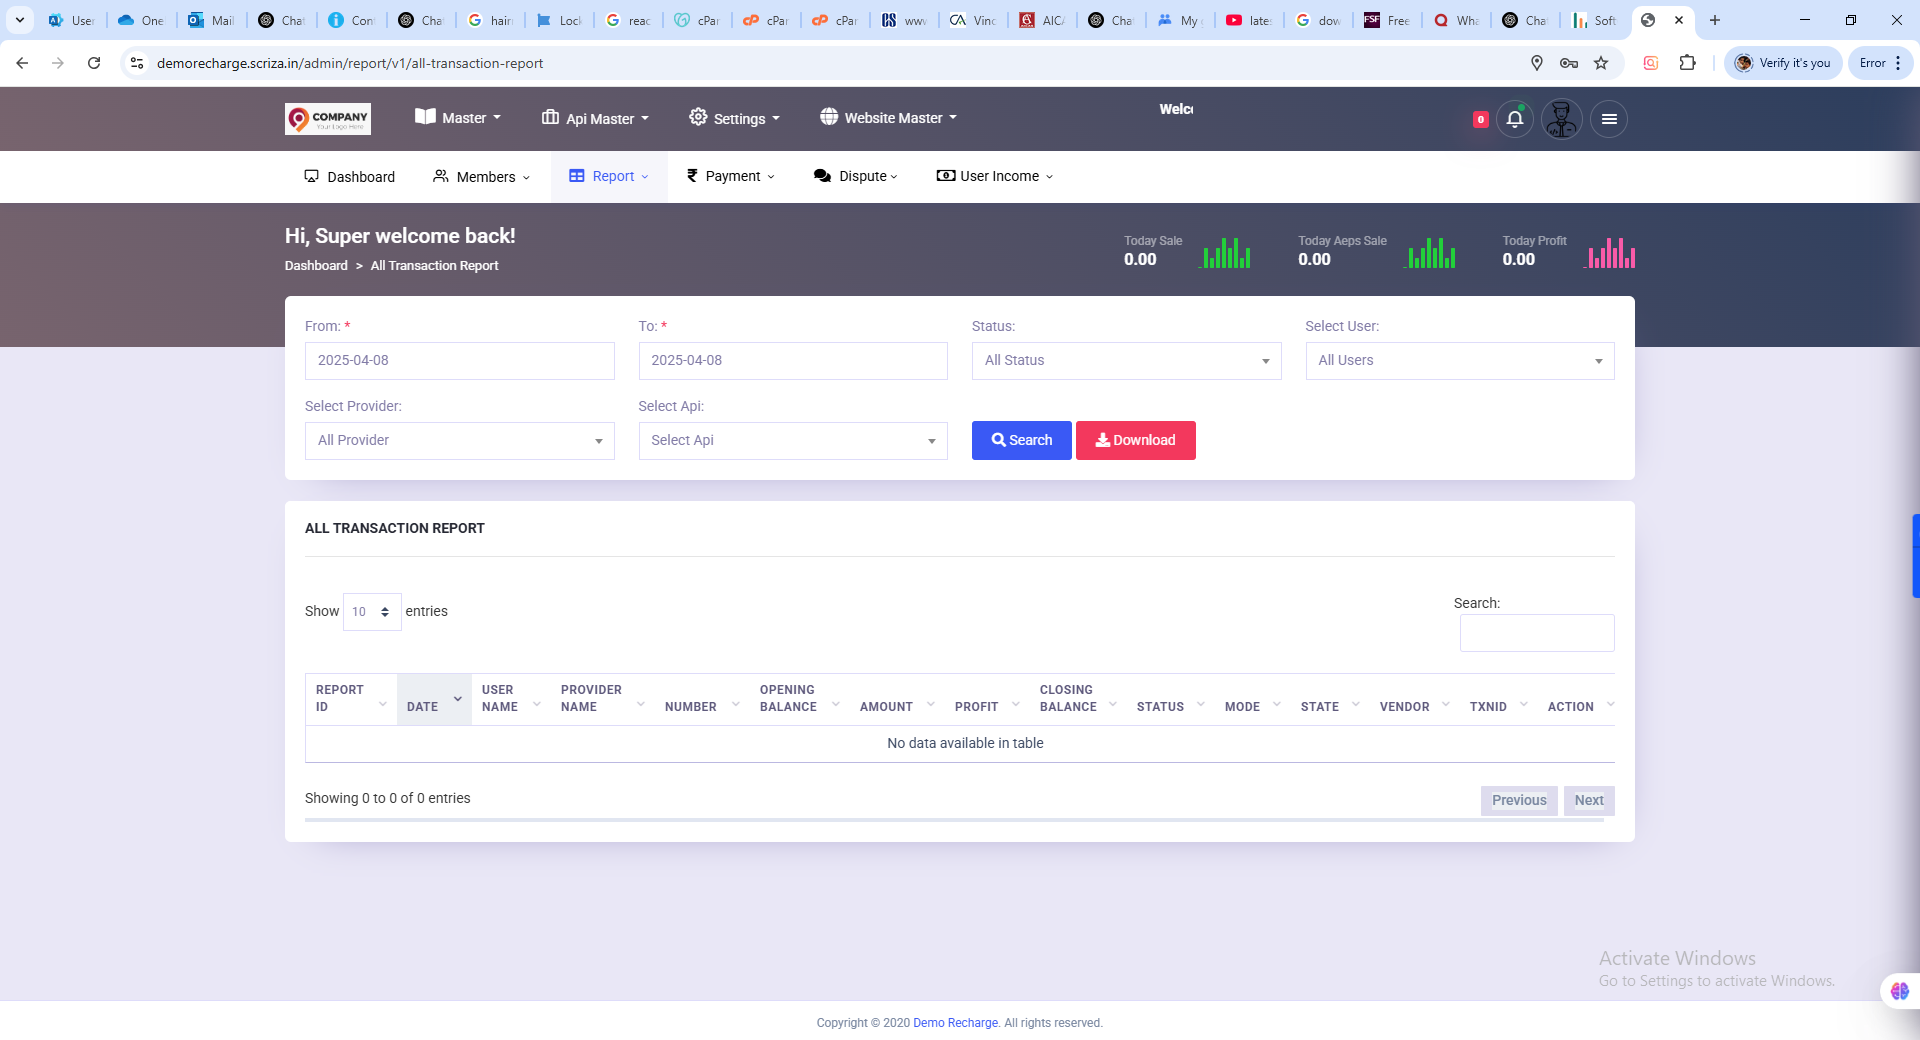 User
One
Mail
Chat
Con
Chat
hair
Lock
reac
cPar
cPar
cPar
www
Vinc
AICA
Chat
My
late
dow
Free
Wha
Chat
Soft
demorecharge.scriza.in/admin/report/v1/all-transaction-report
Verify it's you
Error
COMPANY
Your Logo Here
Master
Api Master
Settings
Website Master
Welc
0
Dashboard
Members
Report
Payment
Dispute
User Income
Hi, Super welcome back!
Dashboard > All Transaction Report
Today Sale
0.00
Today Aeps Sale
0.00
Today Profit
0.00
From: *
To: *
Status:
Select User:
2025-04-08
2025-04-08
All Status
All Users
Select Provider:
Select Api:
All Provider
Select Api
Search
Download
ALL TRANSACTION REPORT
Show 10 entries
Search:
REPORT ID
DATE
USER NAME
PROVIDER NAME
NUMBER
OPENING BALANCE
AMOUNT
PROFIT
CLOSING BALANCE
STATUS
MODE
STATE
VENDOR
TXNID
ACTION
No data available in table
Showing 0 to 0 of 0 entries
Previous
Next
Activate Windows
Go to Settings to activate Windows.
Copyright © 2020 Demo Recharge. All rights reserved.